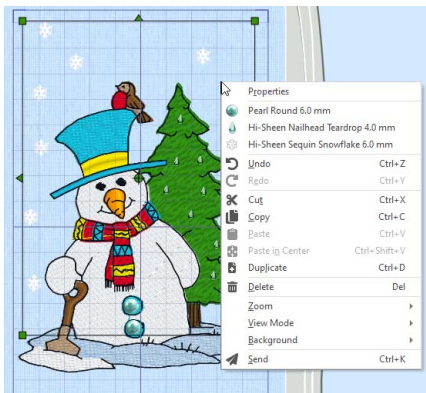 Properties
Pearl Round 6.0 mm
Hi-Sheen Nailhead Teardrop 4.0 mm
Hi-Sheen Sequin Snowflake 6.0 mm
Undo Ctrl+Z
Redo Ctrl+Y
Cut Ctrl+X
Copy Ctrl+C
Paste Ctrl+V
Paste in Center Ctrl+Shift+V
Duplicate Ctrl+D
Delete Del
Zoom
View Mode
Background
Send Ctrl+K